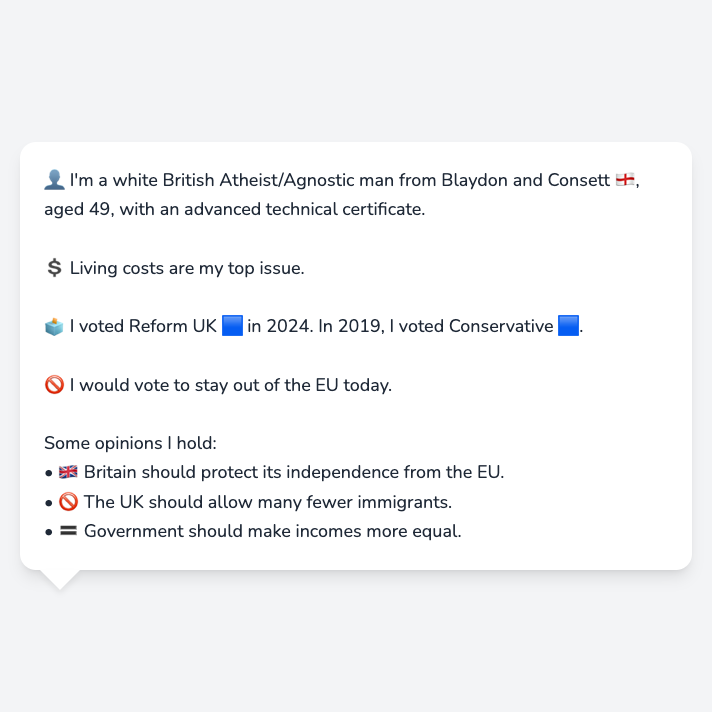 👤 I'm a white British Atheist/Agnostic man from Blaydon and Consett 🏴󠁧󠁢󠁥󠁮󠁧󠁿,
aged 49, with an advanced technical certificate.
💲 Living costs are my top issue.
🗳️ I voted Reform UK 🟦 in 2024. In 2019, I voted Conservative 🟦.
🚫 I would vote to stay out of the EU today.
Some opinions I hold:
• 🇬🇧 Britain should protect its independence from the EU.
• 🚫 The UK should allow many fewer immigrants.
• 🟰 Government should make incomes more equal.